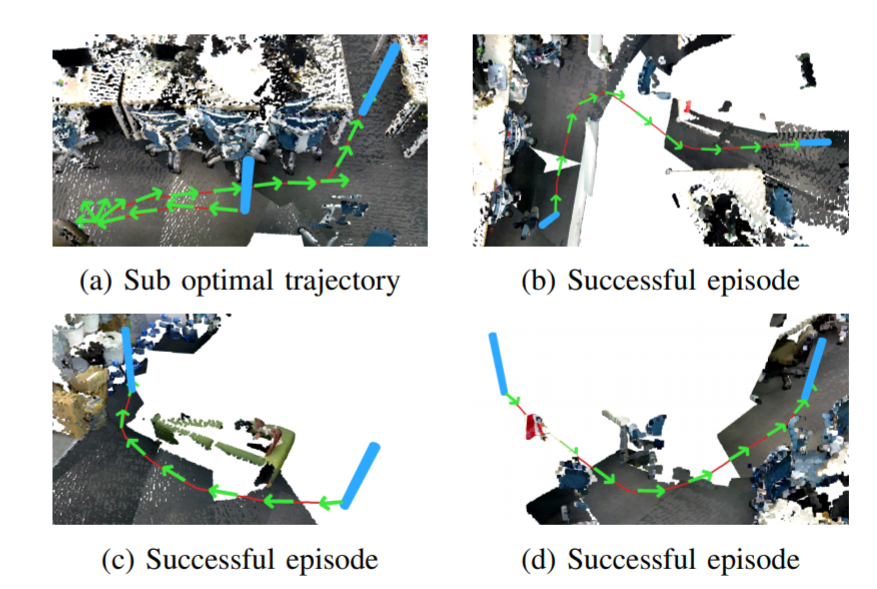 (a) Sub optimal trajectory
(b) Successful episode
(c) Successful episode
(d) Successful episode